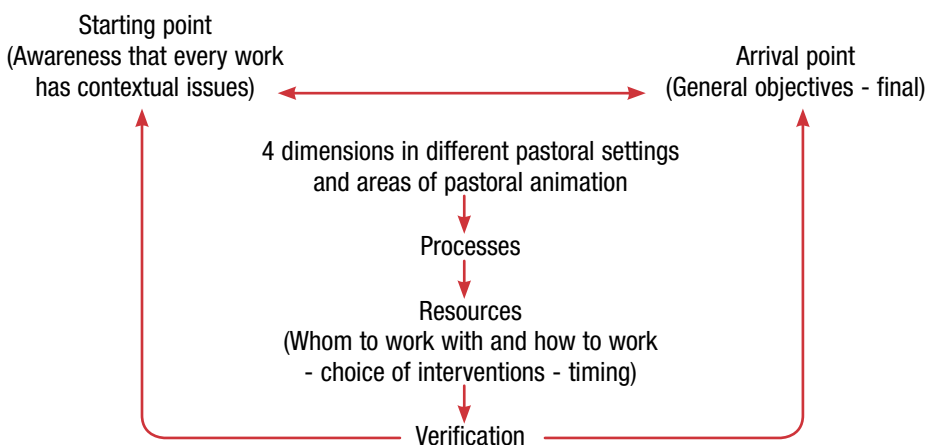 Starting point
(Awareness that every work
has contextual issues)
Arrival point
(General objectives - final)
4 dimensions in different pastoral settings
and areas of pastoral animation
Processes
Resources
(Whom to work with and how to work
- choice of interventions - timing)
Verification